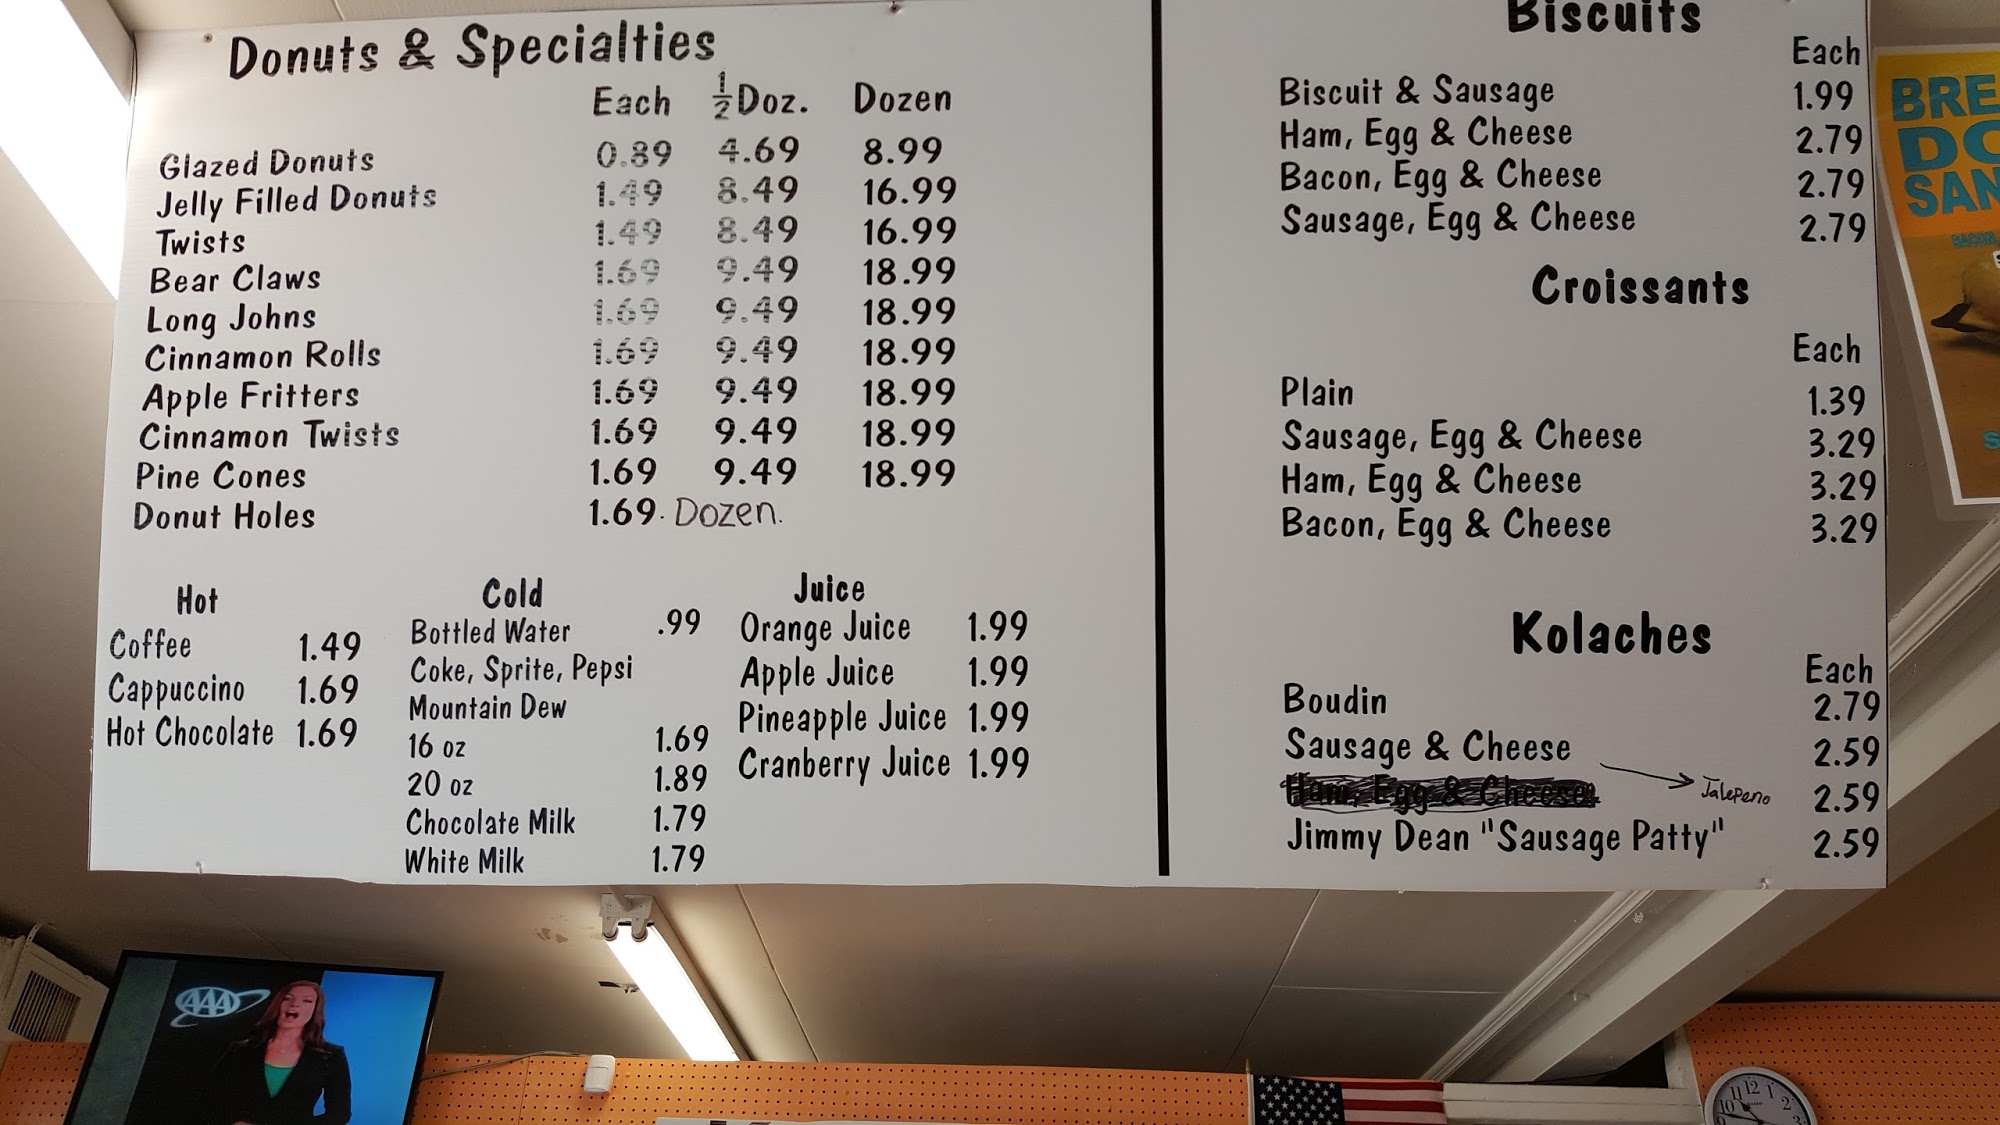 Donuts & Specialties
Each ½ Doz. Dozen
Glazed Donuts 0.89 4.69 8.99
Jelly Filled Donuts 1.49 8.49 16.99
Twists 1.49 8.49 16.99
Bear Claws 1.69 9.49 18.99
Long Johns 1.69 9.49 18.99
Cinnamon Rolls 1.69 9.49 18.99
Apple Fritters 1.69 9.49 18.99
Cinnamon Twists 1.69 9.49 18.99
Pine Cones 1.69 9.49 18.99
Donut Holes 1.69. Dozen.
Hot
Coffee 1.49
Cappuccino 1.69
Hot Chocolate 1.69
Cold
Bottled Water .99
Coke, Sprite, Pepsi
Mountain Dew
16 oz 1.69
20 oz 1.89
Chocolate Milk 1.79
White Milk 1.79
Juice
Orange Juice 1.99
Apple Juice 1.99
Pineapple Juice 1.99
Cranberry Juice 1.99
Biscuits
Each
Biscuit & Sausage 1.99
Ham, Egg & Cheese 2.79
Bacon, Egg & Cheese 2.79
Sausage, Egg & Cheese 2.79
Croissants
Each
Plain 1.39
Sausage, Egg & Cheese 3.29
Ham, Egg & Cheese 3.29
Bacon, Egg & Cheese 3.29
Kolaches
Each
Boudin 2.79
Sausage & Cheese 2.59
Ham, Egg & Cheese Jalepeno 2.59
Jimmy Dean "Sausage Patty" 2.59
BRE
DO
SAN
BACON,
AAA
10 12 2 3